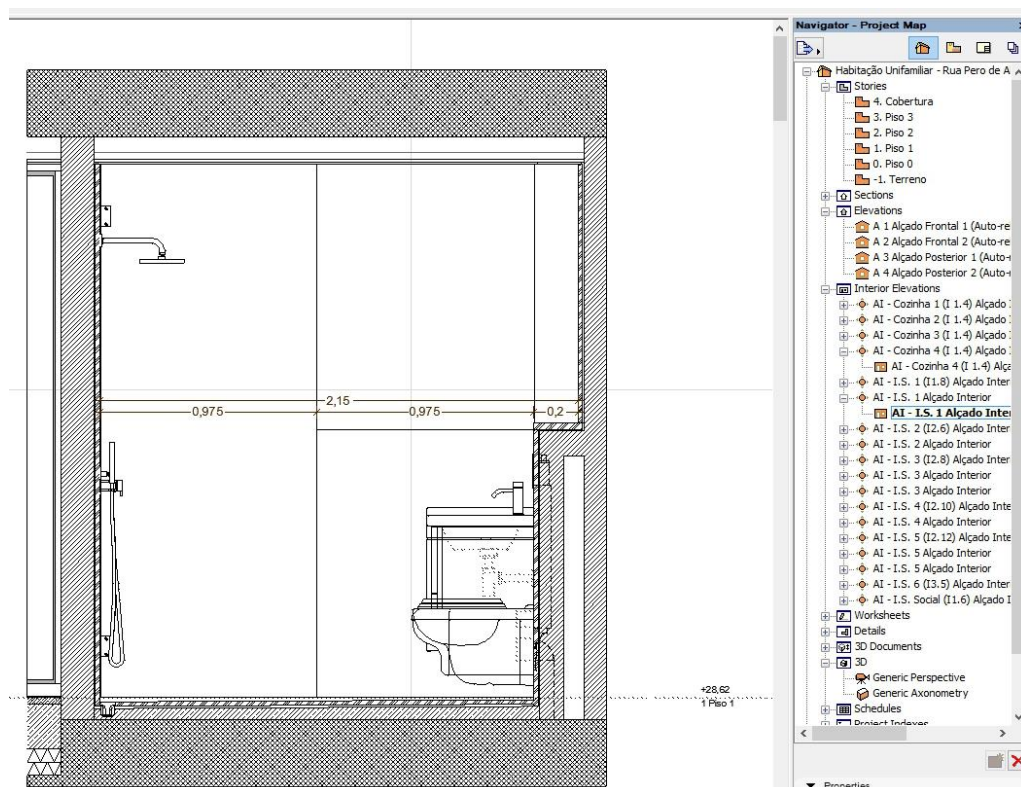 2,15
0,975
0,975
0,2
+28,62
1 Piso 1
Navigator - Project Map
Habitação Unifamiliar - Rua Pero de A
Stories
4. Cobertura
3. Piso 3
2. Piso 2
1. Piso 1
0. Piso 0
-1. Terreno
Sections
Elevations
A 1 Alçado Frontal 1 (Auto-re
A 2 Alçado Frontal 2 (Auto-re
A 3 Alçado Posterior 1 (Auto-
A 4 Alçado Posterior 2 (Auto-
Interior Elevations
AI - Cozinha 1 (I 1.4) Alçado
AI - Cozinha 2 (I 1.4) Alçado
AI - Cozinha 3 (I 1.4) Alçado
AI - Cozinha 4 (I 1.4) Alçado
AI - Cozinha 4 (I 1.4) Alça
AI - I.S. 1 (I1.8) Alçado Inter
AI - I.S. 1 Alçado Interior
AI - I.S. 1 Alçado Inte
AI - I.S. 2 (I2.6) Alçado Inter
AI - I.S. 2 Alçado Interior
AI - I.S. 3 (I2.8) Alçado Inter
AI - I.S. 3 Alçado Interior
AI - I.S. 3 Alçado Interior
AI - I.S. 4 (I2.10) Alçado Inte
AI - I.S. 4 Alçado Interior
AI - I.S. 5 (I2.12) Alçado Inte
AI - I.S. 5 Alçado Interior
AI - I.S. 5 Alçado Interior
AI - I.S. 6 (I3.5) Alçado Inter
AI - I.S. Social (I1.6) Alçado I
Worksheets
Details
3D Documents
3D
Generic Perspective
Generic Axonometry
Schedules
Project Indexes
Properties